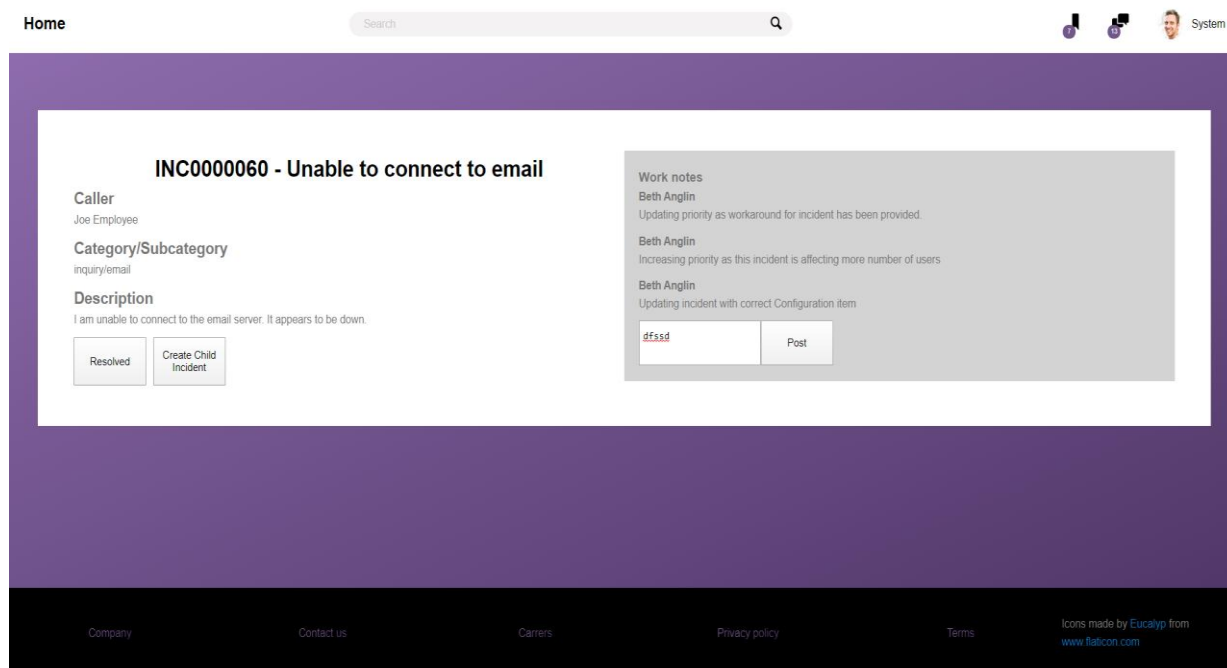 Home
Search
7
13
System
INC0000060 - Unable to connect to email
Caller
Joe Employee
Category/Subcategory
inquiry/email
Description
I am unable to connect to the email server. It appears to be down.
Resolved
Create Child
Incident
Work notes
Beth Anglin
Updating priority as workaround for incident has been provided.
Beth Anglin
Increasing priority as this incident is affecting more number of users
Beth Anglin
Updating incident with correct Configuration item
dfssd
Post
Company
Contact us
Carrers
Privacy policy
Terms
Icons made by Eucalyp from
www.flaticon.com